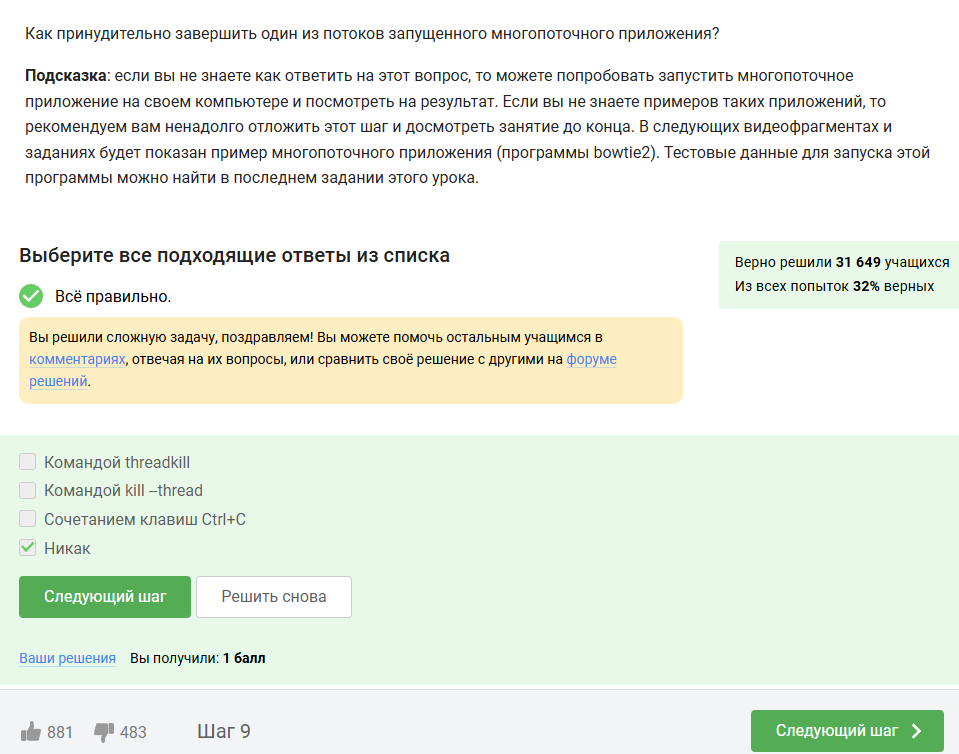 Как принудительно завершить один из потоков запущенного многопоточного приложения?
Подсказка: если вы не знаете как ответить на этот вопрос, то можете попробовать запустить многопоточное
приложение на своем компьютере и посмотреть на результат. Если вы не знаете примеров таких приложений, то
рекомендуем вам ненадолго отложить этот шаг и досмотреть занятие до конца. В следующих видеофрагментах и
заданиях будет показан пример многопоточного приложения (программы bowtie2). Тестовые данные для запуска этой
программы можно найти в последнем задании этого урока.
Выберите все подходящие ответы из списка
Верно решили 31 649 учащихся
Из всех попыток 32% верных
Всё правильно.
Вы решили сложную задачу, поздравляем! Вы можете помочь остальным учащимся в
комментариях, отвечая на их вопросы, или сравнить своё решение с другими на форуме
решений.
Командой threadkill
Командой kill --thread
Сочетанием клавиш Ctrl+C
Никак
Следующий шаг
Решить снова
Ваши решения Вы получили: 1 балл
881 483 Шаг 9 Следующий шаг